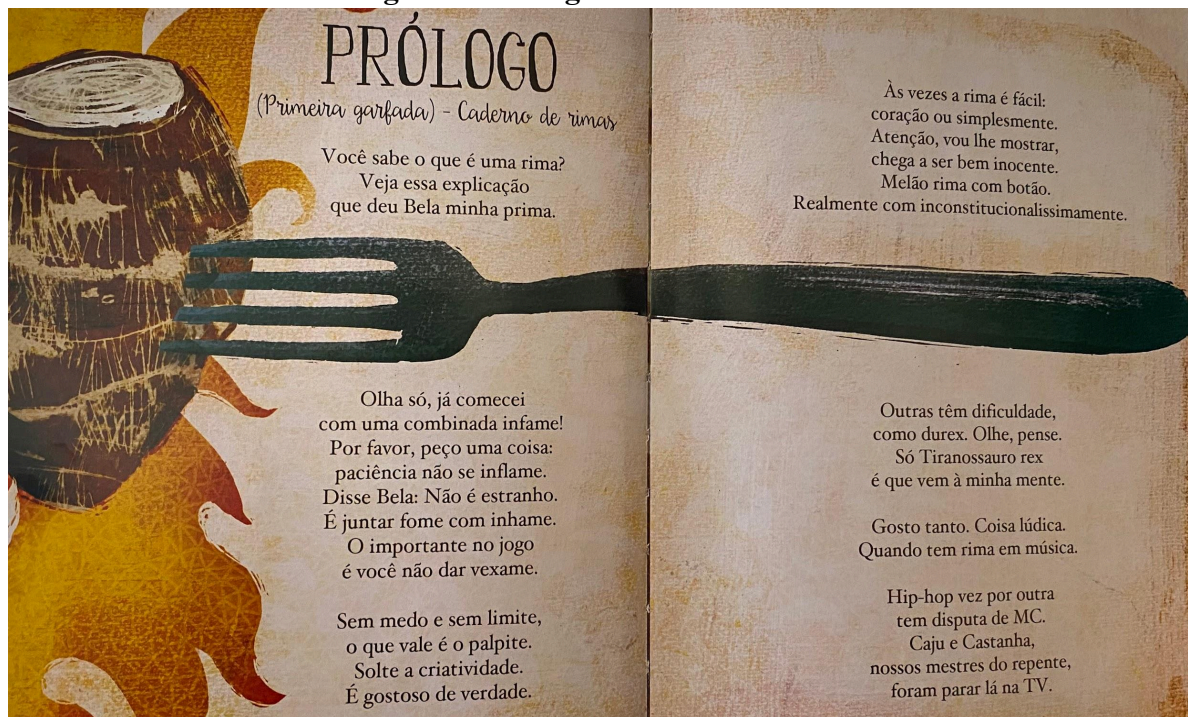 PRÓLOGO
(Primeira garfada) - Caderno de rimas
Você sabe o que é uma rima?
Veja essa explicação
que deu Bela minha prima.
Olha só, já comecei
com uma combinada infame!
Por favor, peço uma coisa:
paciência não se inflame.
Disse Bela: Não é estranho.
É juntar fome com inhame.
O importante no jogo
é você não dar vexame.
Sem medo e sem limite,
o que vale é o palpite.
Solte a criatividade.
É gostoso de verdade.
Às vezes a rima é fácil:
coração ou simplesmente.
Atenção, vou lhe mostrar,
chega a ser bem inocente.
Melão rima com botão.
Realmente com inconstitucionalissimamente.
Outras têm dificuldade,
como durex. Olhe, pense.
Só Tiranossauro rex
é que vem à minha mente.
Gosto tanto. Coisa lúdica.
Quando tem rima em música.
Hip-hop vez por outra
tem disputa de MC.
Caju e Castanha,
nossos mestres do repente,
foram parar lá na TV.